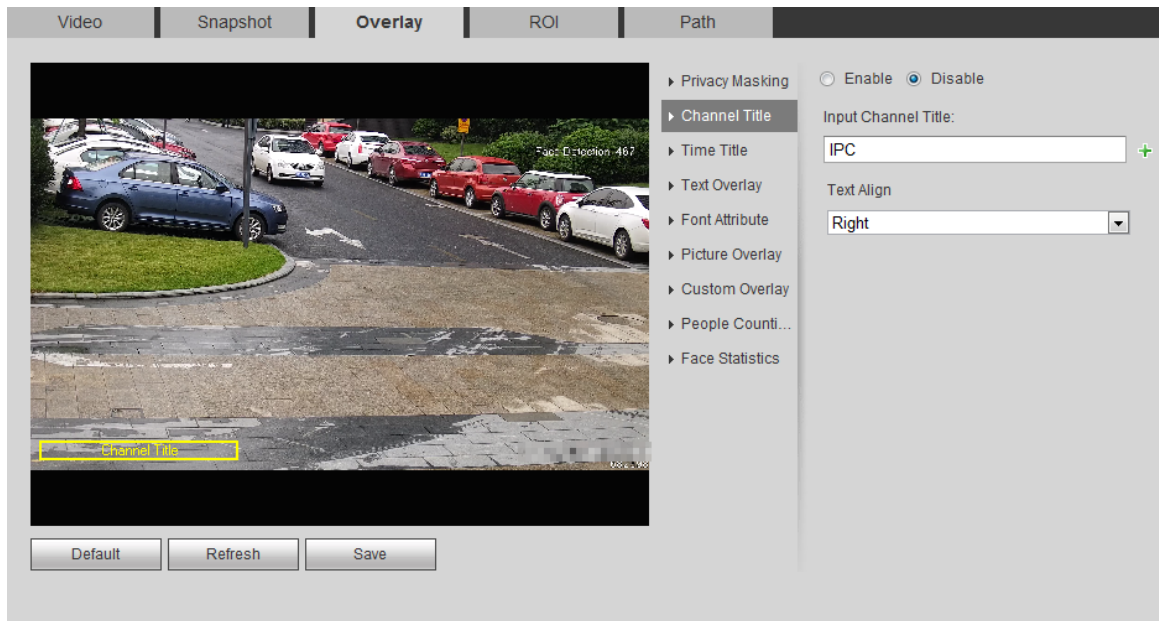 Video Snapshot Overlay ROI Path
Face Detection 467
Channel Title
Privacy Masking
Channel Title
Time Title
Text Overlay
Font Attribute
Picture Overlay
Custom Overlay
People Counti...
Face Statistics
Enable Disable
Input Channel Title:
IPC
Text Align
Right
Default Refresh Save